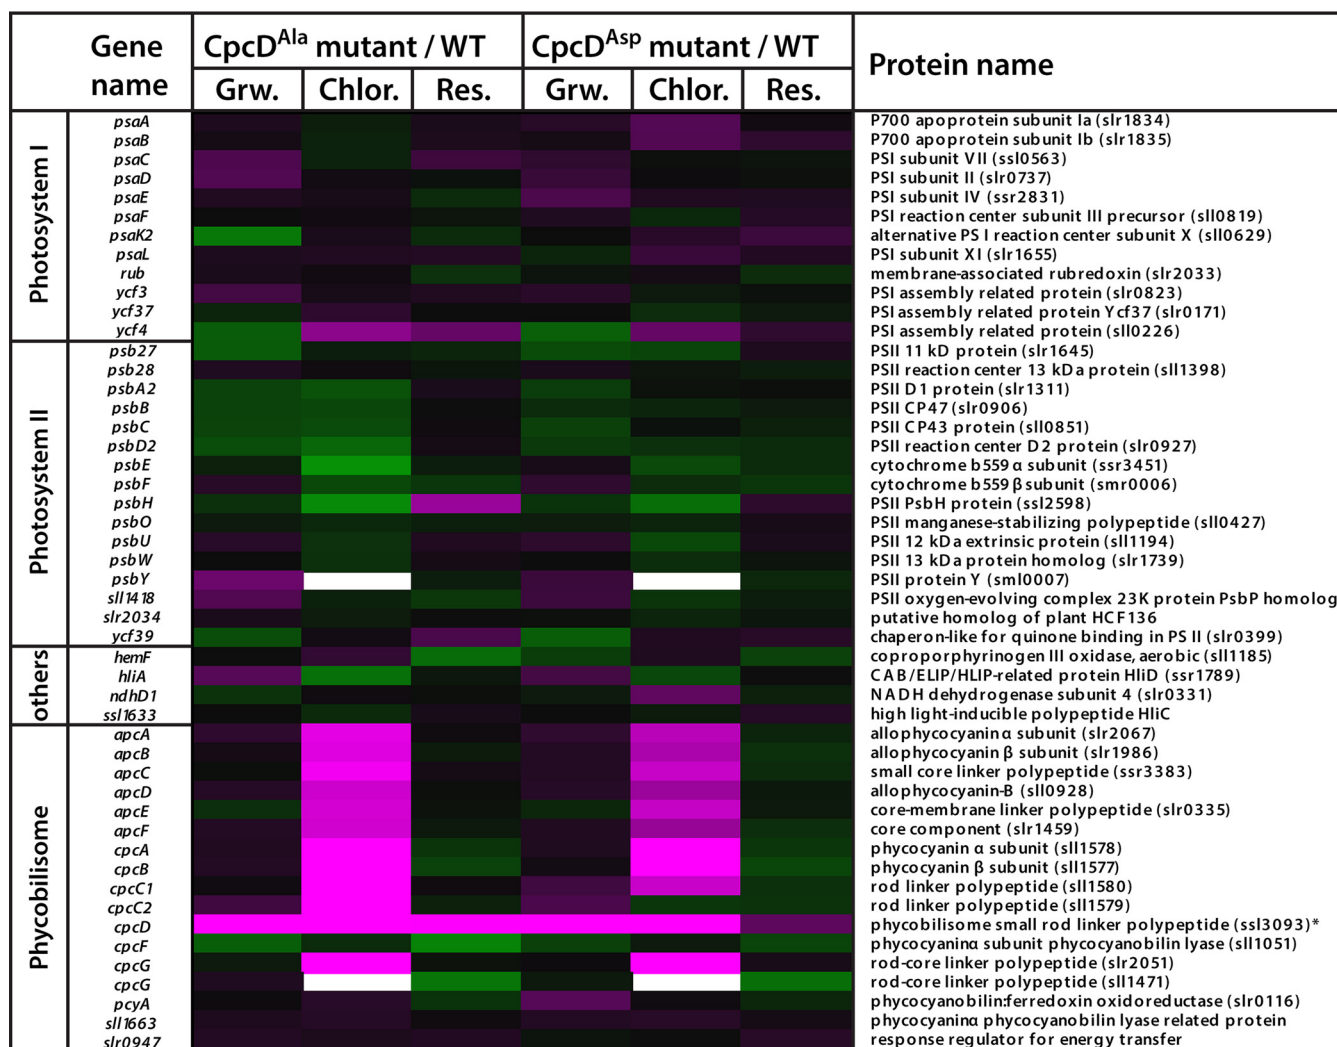 Gene name CpcDAla mutant / WT CpcDAsp mutant / WT Protein name
Grw. Chlor. Res. Grw. Chlor. Res.
Photosystem I
psaA P700 apoprotein subunit Ia (slr1834)
psaB P700 apoprotein subunit Ib (slr1835)
psaC PSI subunit VII (ssl0563)
psaD PSI subunit II (slr0737)
psaE PSI subunit IV (ssr2831)
psaF PSI reaction center subunit III precursor (sll0819)
psaK2 alternative PS I reaction center subunit X (sll0629)
psaL PSI subunit XI (slr1655)
rub membrane-associated rubredoxin (slr2033)
ycf3 PSI assembly related protein (slr0823)
ycf37 PSI assembly related protein Ycf37 (slr0171)
ycf4 PSI assembly related protein (sll0226)
Photosystem II
psb27 PSII 11 kD protein (slr1645)
psb28 PSII reaction center 13 kDa protein (sll1398)
psbA2 PSII D1 protein (slr1311)
psbB PSII CP47 (slr0906)
psbC PSII CP43 protein (sll0851)
psbD2 PSII reaction center D2 protein (slr0927)
psbE cytochrome b559 α subunit (ssr3451)
psbF cytochrome b559 β subunit (smr0006)
psbH PSII PsbH protein (ssl2598)
psbO PSII manganese-stabilizing polypeptide (sll0427)
psbU PSII 12 kDa extrinsic protein (sll1194)
psbW PSII 13 kDa protein homolog (slr1739)
psbY PSII protein Y (sml0007)
sll1418 PSII oxygen-evolving complex 23K protein PsbP homolog
slr2034 putative homolog of plant HCF136
ycf39 chaperon-like for quinone binding in PS II (slr0399)
others
hemF coproporphyrinogen III oxidase, aerobic (sll1185)
hliA CAB/ELIP/HLIP-related protein HliD (ssr1789)
ndhD1 NADH dehydrogenase subunit 4 (slr0331)
ssl1633 high light-inducible polypeptide HliC
Phycobilisome
apcA allophycocyanin α subunit (slr2067)
apcB allophycocyanin β subunit (slr1986)
apcC small core linker polypeptide (ssr3383)
apcD allophycocyanin-B (sll0928)
apcE core-membrane linker polypeptide (slr0335)
apcF core component (slr1459)
cpcA phycocyanin α subunit (sll1578)
cpcB phycocyanin β subunit (sll1577)
cpcC1 rod linker polypeptide (sll1580)
cpcC2 rod linker polypeptide (sll1579)
cpcD phycobilisome small rod linker polypeptide (ssl3093)*
cpcF phycocyaninα subunit phycocyanobilin lyase (sll1051)
cpcG rod-core linker polypeptide (slr2051)
cpcG rod-core linker polypeptide (sll1471)
pcyA phycocyanobilin:ferredoxin oxidoreductase (slr0116)
sll1663 phycocyaninα phycocyanobilin lyase related protein
slr0947 response regulator for energy transfer